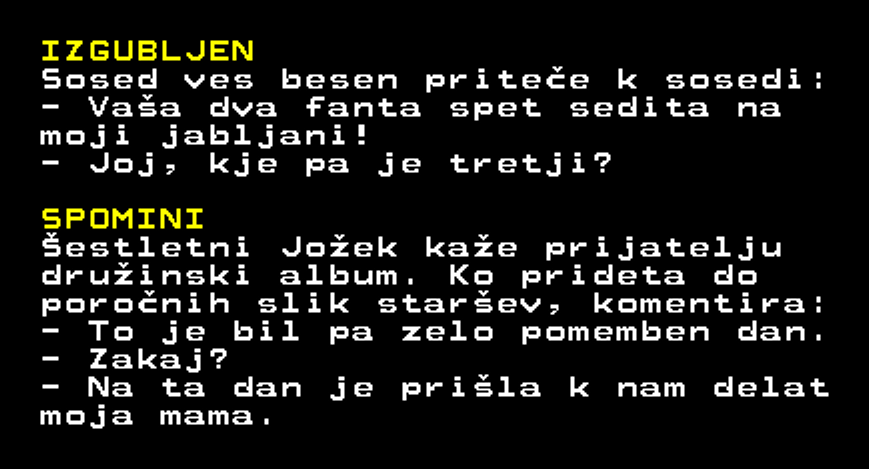 IZGUBLJEN
Sosed ves besen priteče k sosedi:
- Vaša dva fanta spet sedita na
moji jabljani!
- Joj, kje pa je tretji?
SPOMINI
Šestletni Jožek kaže prijatelju
družinski album. Ko prideta do
poročnih slik staršev, komentira:
- To je bil pa zelo pomemben dan.
- Zakaj?
- Na ta dan je prišla k nam delat
moja mama.